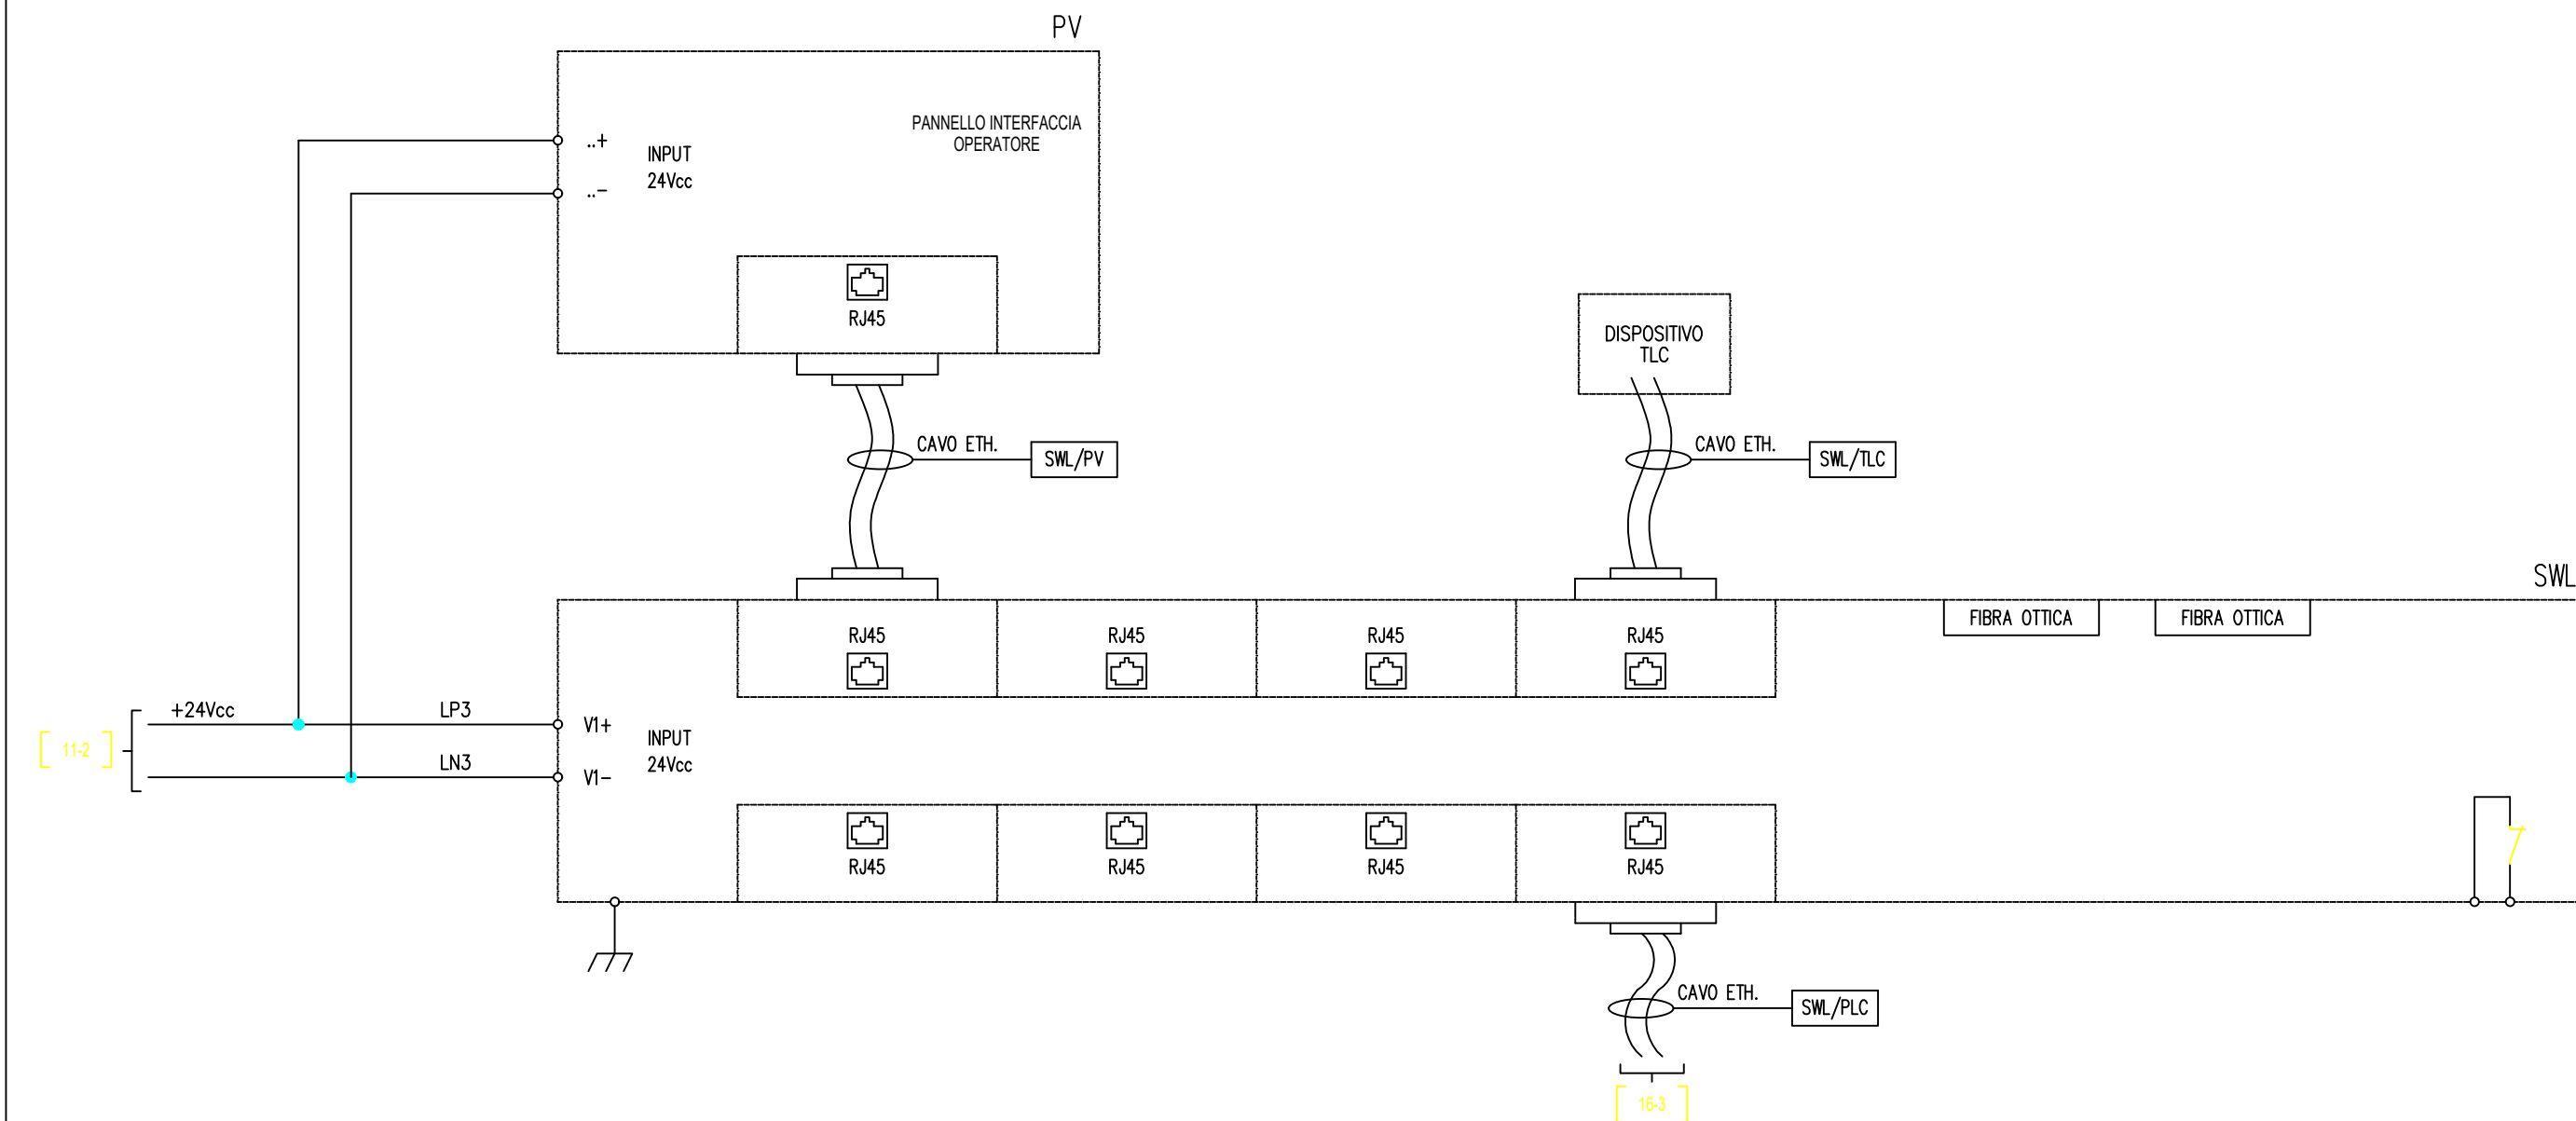 PV
PANNELLO INTERFACCIA
OPERATORE
..+
INPUT
24Vcc
..-
RJ45
DISPOSITIVO
TLC
CAVO ETH.
SWL/PV
CAVO ETH.
SWL/TLC
SWL
FIBRA OTTICA
FIBRA OTTICA
RJ45
RJ45
RJ45
RJ45
+24Vcc
LP3
V1+
INPUT
24Vcc
11-2
LN3
V1-
RJ45
RJ45
RJ45
RJ45
CAVO ETH.
SWL/PLC
16-3